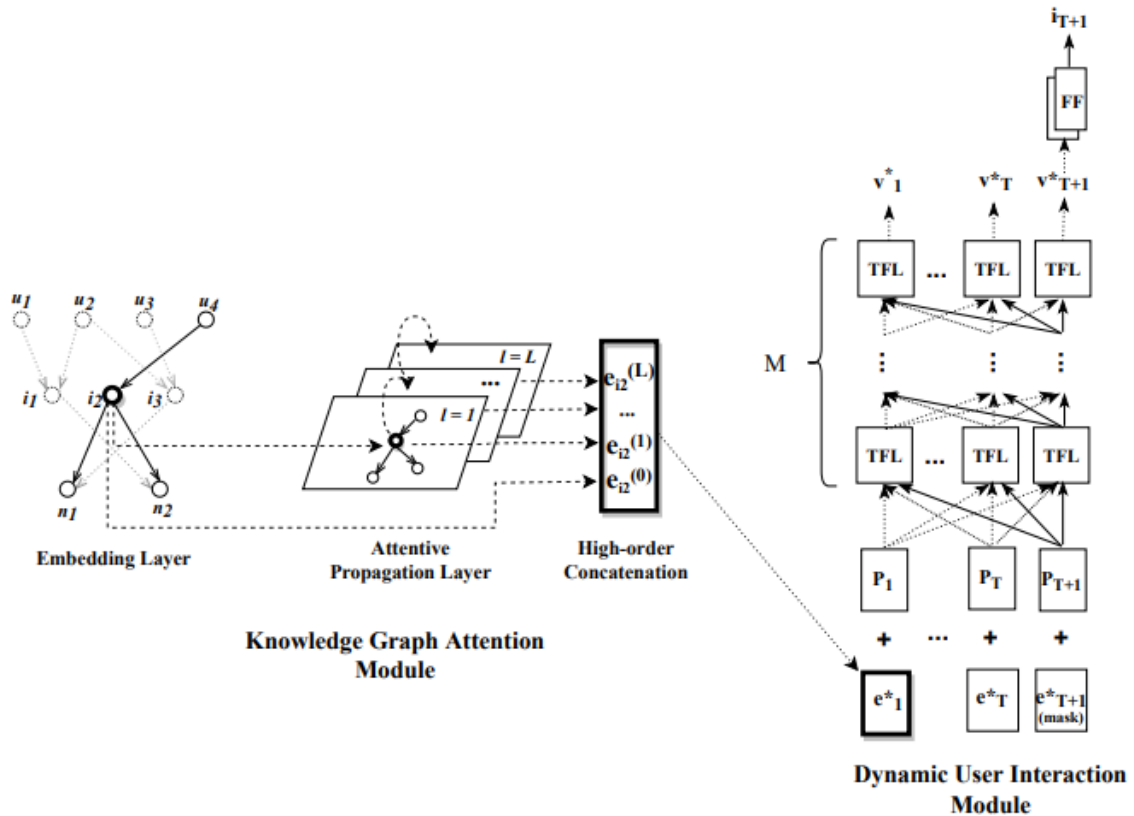 i_{T+1}
FF
v*_1 v*_T v*_{T+1}
TFL ... TFL TFL
M
TFL ... TFL TFL
P_1 P_T P_{T+1}
+ ... + +
e*_1 e*_T e*_{T+1}
(mask)
Dynamic User Interaction
Module
u_1 u_2 u_3 u_4
i_1 i_2 i_3
n_1 n_2
Embedding Layer
l = L
...
l = 1
Attentive
Propagation Layer
e_{i2}^{(L)}
...
e_{i2}^{(1)}
e_{i2}^{(0)}
High-order
Concatenation
Knowledge Graph Attention
Module